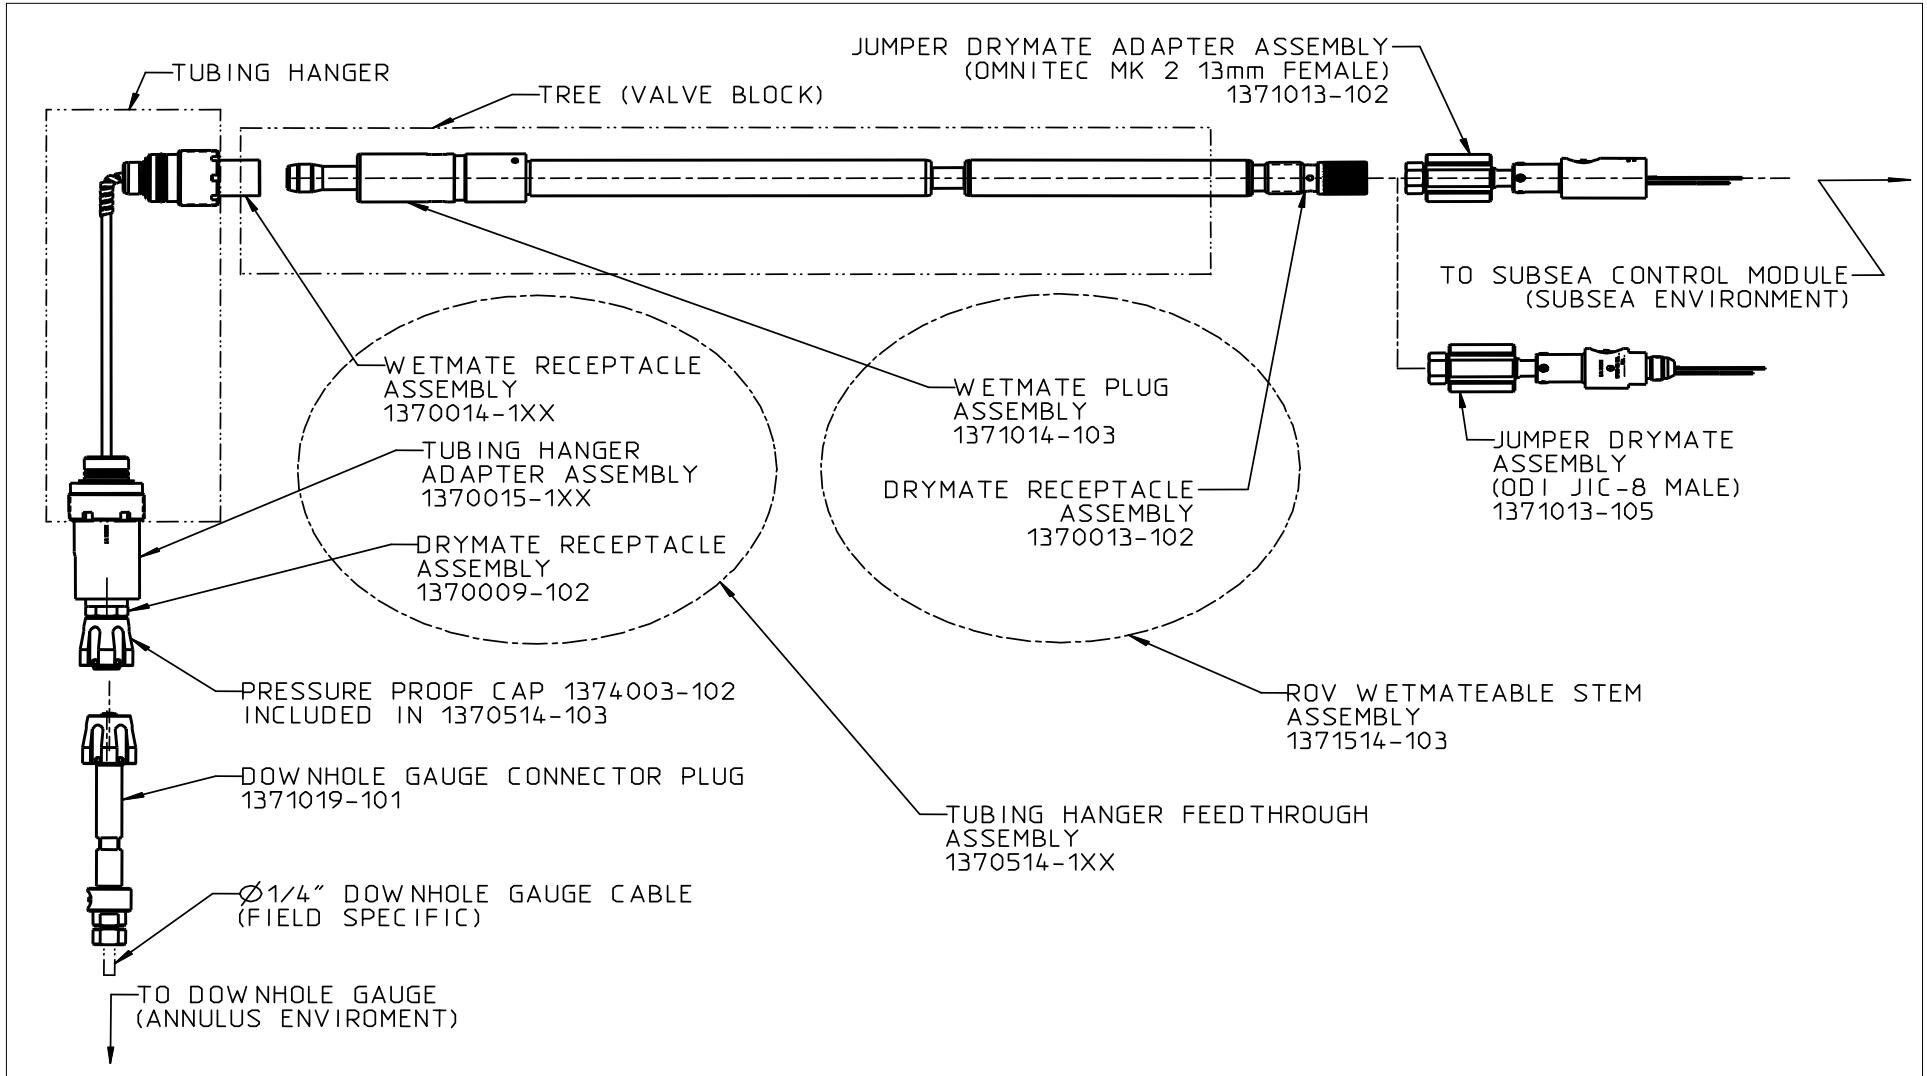 TUBING HANGER
TREE (VALVE BLOCK)
JUMPER DRYMATE ADAPTER ASSEMBLY
(OMNITEC MK 2 13mm FEMALE)
1371013-102
TO SUBSEA CONTROL MODULE
(SUBSEA ENVIRONMENT)
WETMATE RECEPTACLE
ASSEMBLY
1370014-1XX
TUBING HANGER
ADAPTER ASSEMBLY
1370015-1XX
DRYMATE RECEPTACLE
ASSEMBLY
1370009-102
WETMATE PLUG
ASSEMBLY
1371014-103
DRYMATE RECEPTACLE
ASSEMBLY
1370013-102
JUMPER DRYMATE
ASSEMBLY
(ODI JIC-8 MALE)
1371013-105
PRESSURE PROOF CAP 1374003-102
INCLUDED IN 1370514-103
ROV WETMATEABLE STEM
ASSEMBLY
1371514-103
DOWNHOLE GAUGE CONNECTOR PLUG
1371019-101
TUBING HANGER FEEDTHROUGH
ASSEMBLY
1370514-1XX
Ø1/4" DOWNHOLE GAUGE CABLE
(FIELD SPECIFIC)
TO DOWNHOLE GAUGE
(ANNULUS ENVIROMENT)